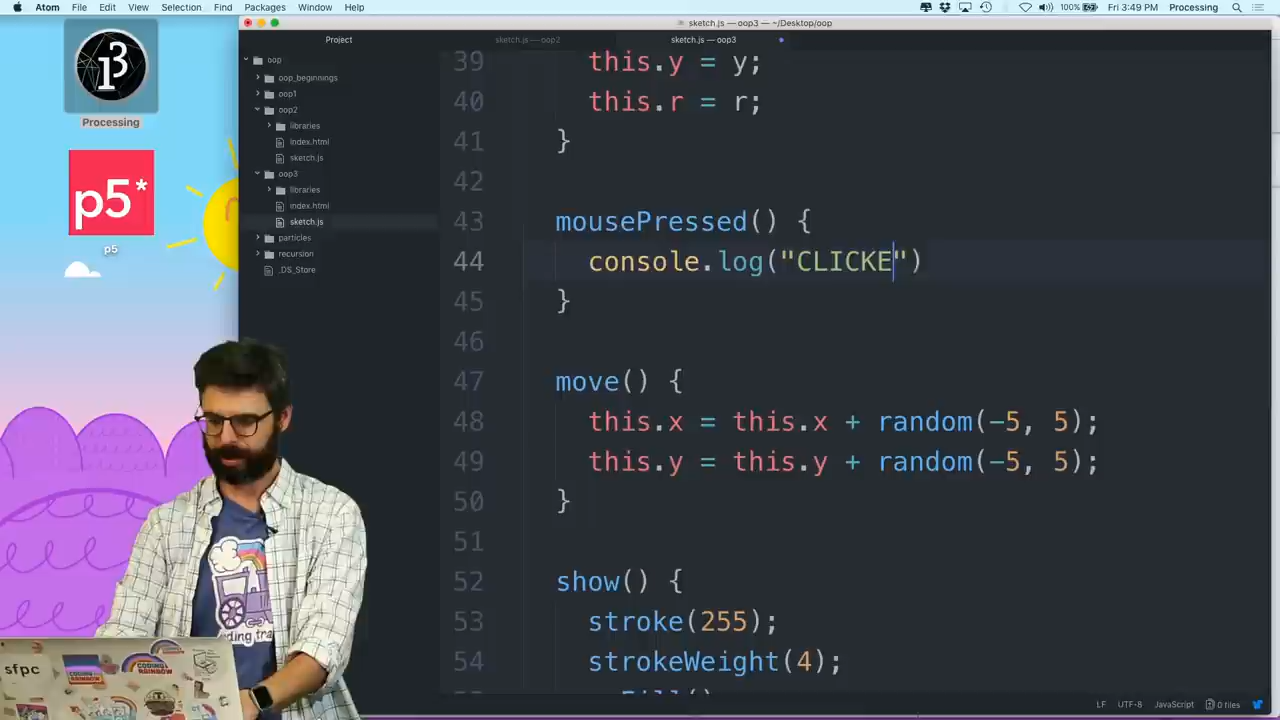 Atom File Edit View Selection Find Packages Window Help
100% Fri 3:49 PM Processing
sketch.js — oop3 — ~/Desktop/oop
Project
sketch.js — oop2
sketch.js — oop3
oop
oop_beginnings
oop1
oop2
libraries
index.html
sketch.js
oop3
libraries
index.html
sketch.js
particles
recursion
.DS_Store
Processing
p5*
p5
39 this.y = y;
40 this.r = r;
41 }
42
43 mousePressed() {
44 console.log("CLICKE")
45 }
46
47 move() {
48 this.x = this.x + random(-5, 5);
49 this.y = this.y + random(-5, 5);
50 }
51
52 show() {
53 stroke(255);
54 strokeWeight(4);
LF UTF-8 JavaScript 0 files
sfpc
CODING RAINBOW